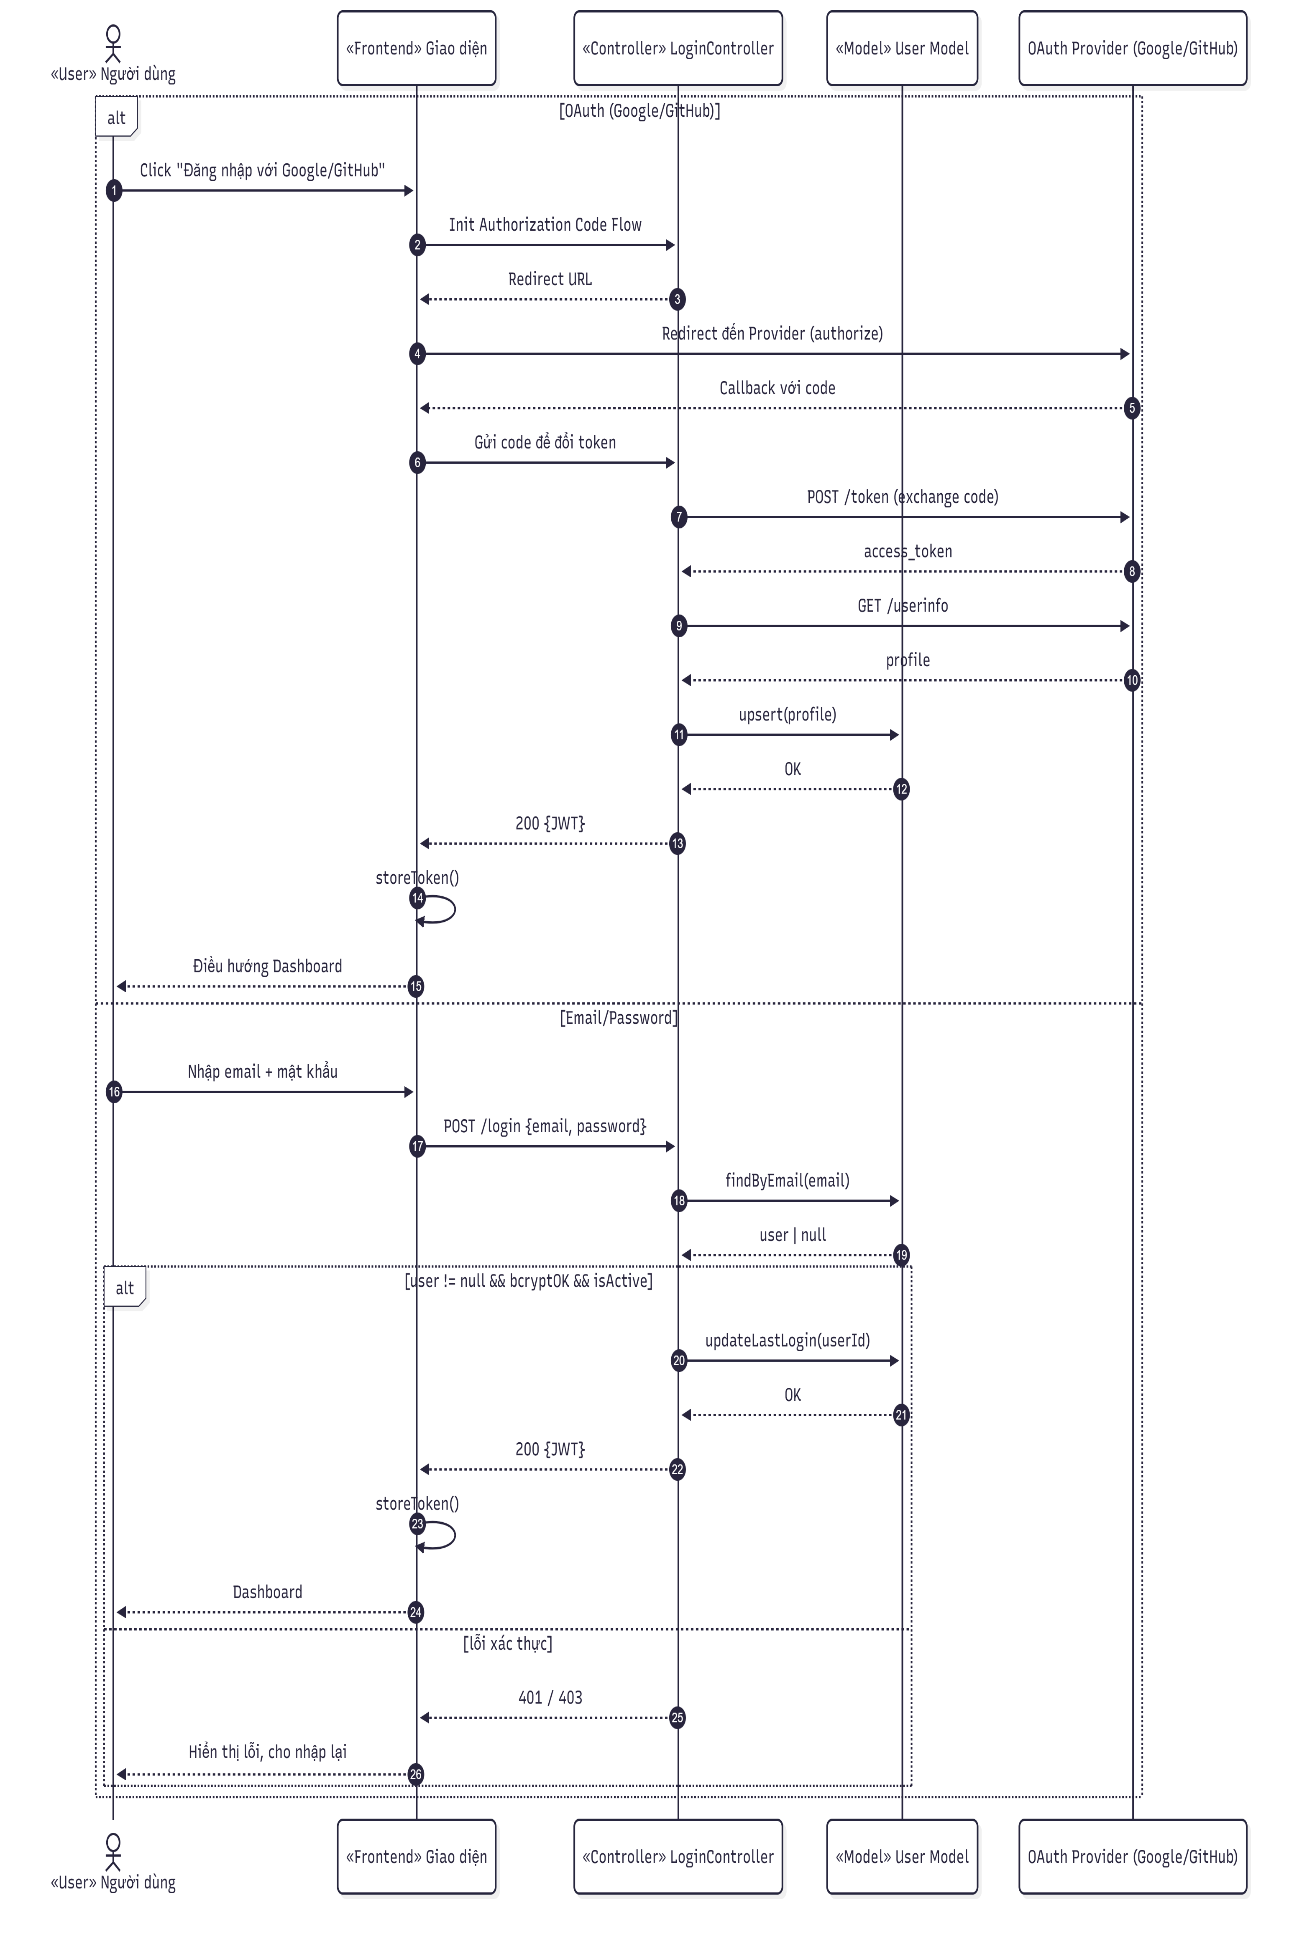 «User» Người dùng
«Frontend» Giao diện
«Controller» LoginController
«Model» User Model
OAuth Provider (Google/GitHub)
alt
[OAuth (Google/GitHub)]
Click "Đăng nhập với Google/GitHub"
1
Init Authorization Code Flow
2
Redirect URL
3
Redirect đến Provider (authorize)
4
Callback với code
5
Gửi code để đổi token
6
POST /token (exchange code)
7
access_token
8
GET /userinfo
9
profile
10
upsert(profile)
11
OK
12
200 {JWT}
13
storeToken()
14
Điều hướng Dashboard
15
[Email/Password]
Nhập email + mật khẩu
16
POST /login {email, password}
17
findByEmail(email)
18
user | null
19
alt
[user != null && bcryptOK && isActive]
updateLastLogin(userId)
20
OK
21
200 {JWT}
22
storeToken()
23
Dashboard
24
[lỗi xác thực]
401 / 403
25
Hiển thị lỗi, cho nhập lại
26
«User» Người dùng
«Frontend» Giao diện
«Controller» LoginController
«Model» User Model
OAuth Provider (Google/GitHub)